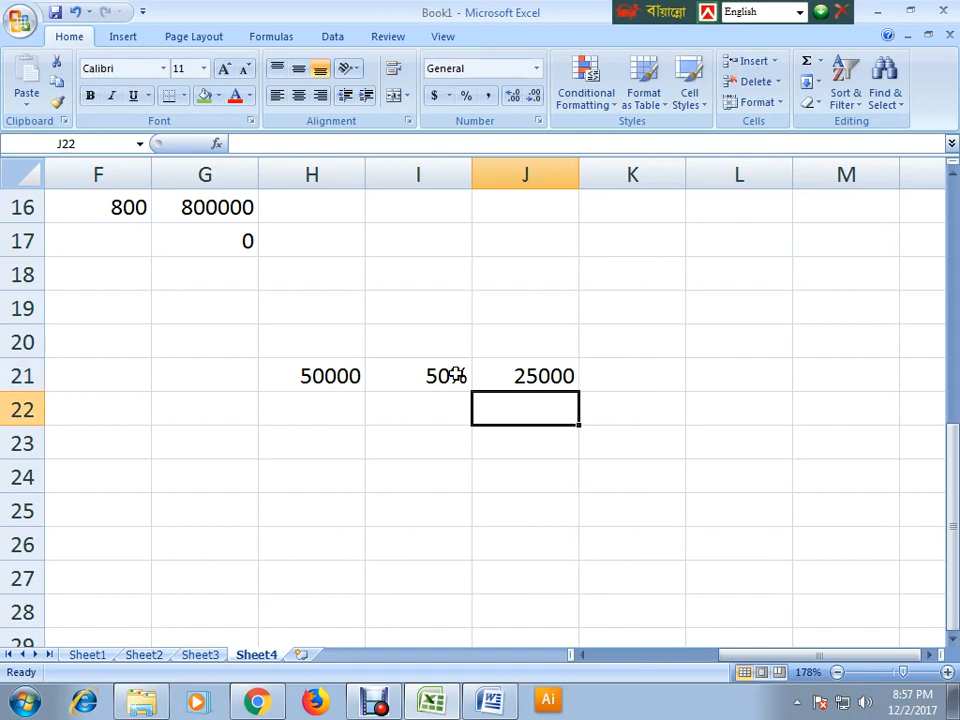 Book1 - Microsoft Excel
বায়ান্নো
English
Home
Insert
Page Layout
Formulas
Data
Review
View
Paste
Clipboard
Calibri
11
B I U
A
Font
Alignment
General
$ % ,
Number
Conditional Formatting
Format as Table
Cell Styles
Styles
Insert
Delete
Format
Cells
Σ
Sort & Filter
Find & Select
Editing
J22
fx
F G H I J K L M
16 800 800000
17 0
18
19
20
21 50000 50% 25000
22
23
24
25
26
27
28
29
Sheet1
Sheet2
Sheet3
Sheet4
Ready
178%
Ai
8:57 PM
12/2/2017